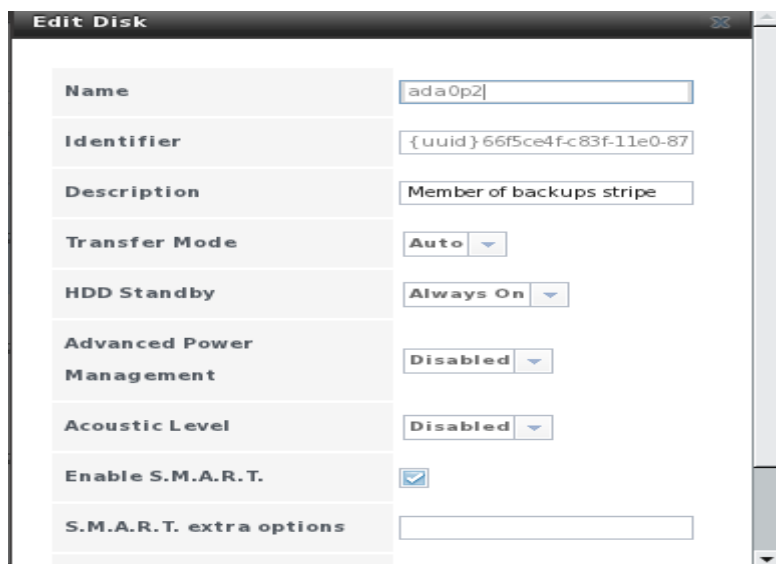 Edit Disk
Name
ada0p2
Identifier
{uuid}66f5ce4f-c83f-11e0-87
Description
Member of backups stripe
Transfer Mode
Auto
HDD Standby
Always On
Advanced Power
Management
Disabled
Acoustic Level
Disabled
Enable S.M.A.R.T.
S.M.A.R.T. extra options